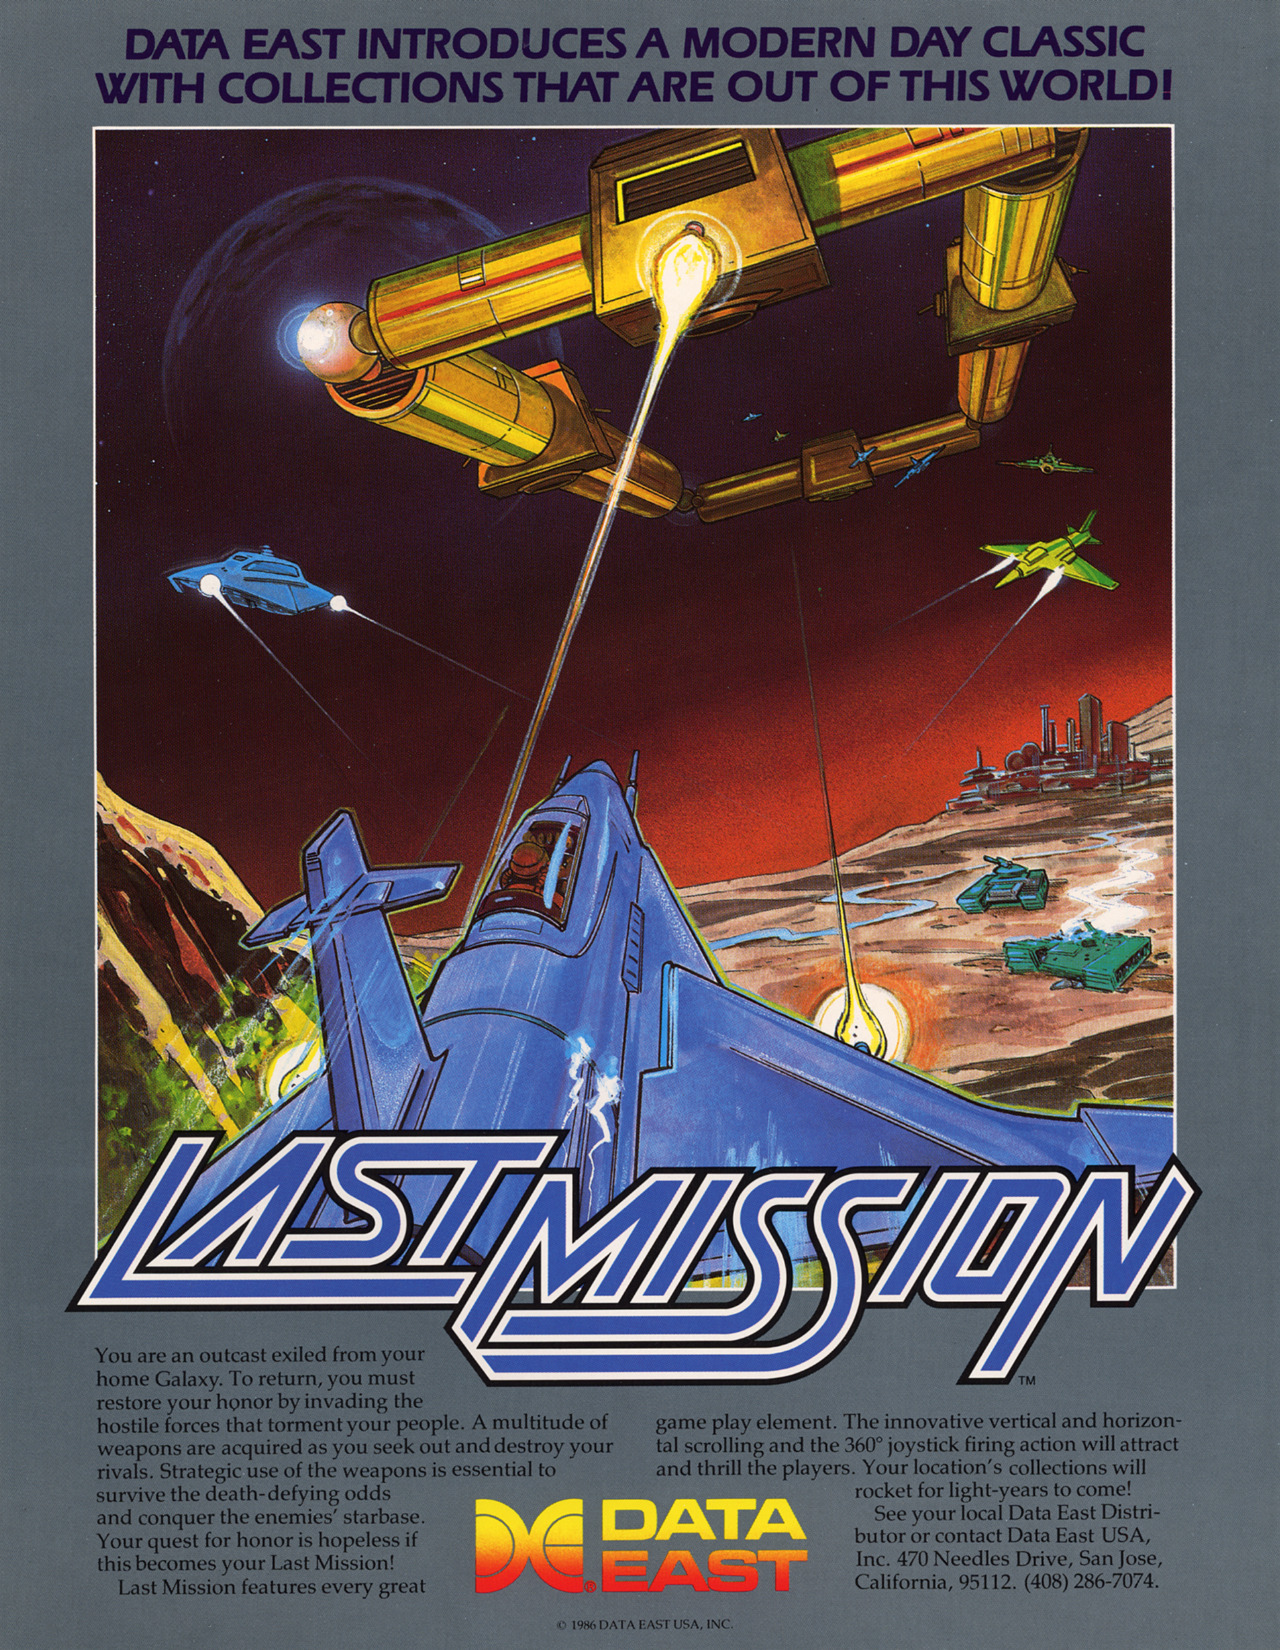 DATA EAST INTRODUCES A MODERN DAY CLASSIC
WITH COLLECTIONS THAT ARE OUT OF THIS WORLD!
LAST MISSION
™
You are an outcast exiled from your
home Galaxy. To return, you must
restore your honor by invading the
hostile forces that torment your people. A multitude of
weapons are acquired as you seek out and destroy your
rivals. Strategic use of the weapons is essential to
survive the death-defying odds
and conquer the enemies' starbase.
Your quest for honor is hopeless if
this becomes your Last Mission!
Last Mission features every great
game play element. The innovative vertical and horizon-
tal scrolling and the 360° joystick firing action will attract
and thrill the players. Your location's collections will
rocket for light-years to come!
See your local Data East Distri-
butor or contact Data East USA,
Inc. 470 Needles Drive, San Jose,
California, 95112. (408) 286-7074.
DATA
EAST
®
© 1986 DATA EAST USA, INC.